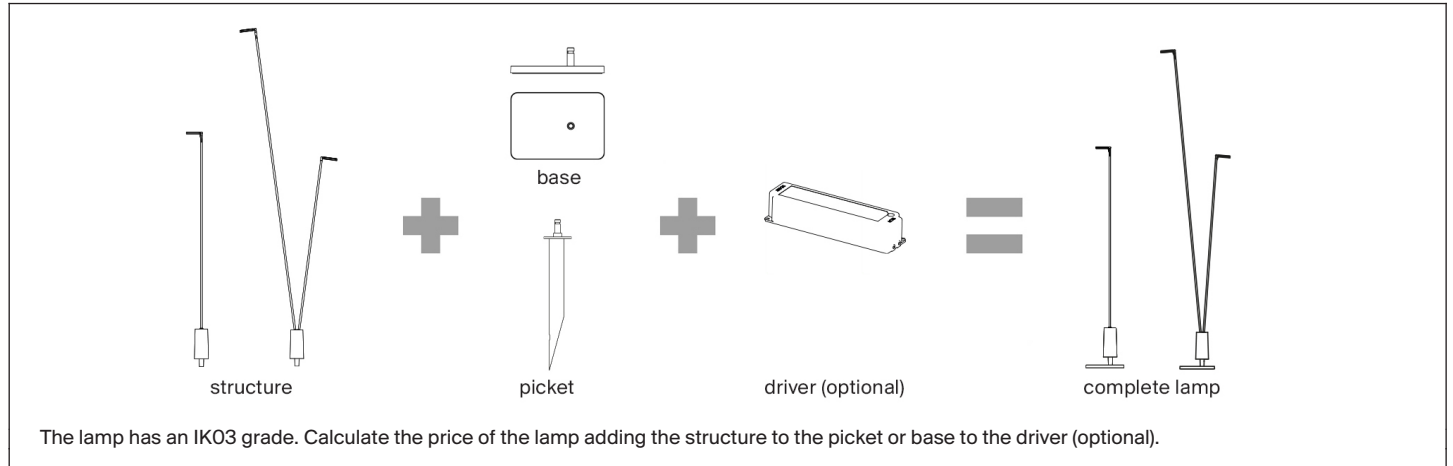 base
structure
picket
driver (optional)
complete lamp
The lamp has an IK03 grade. Calculate the price of the lamp adding the structure to the picket or base to the driver (optional).